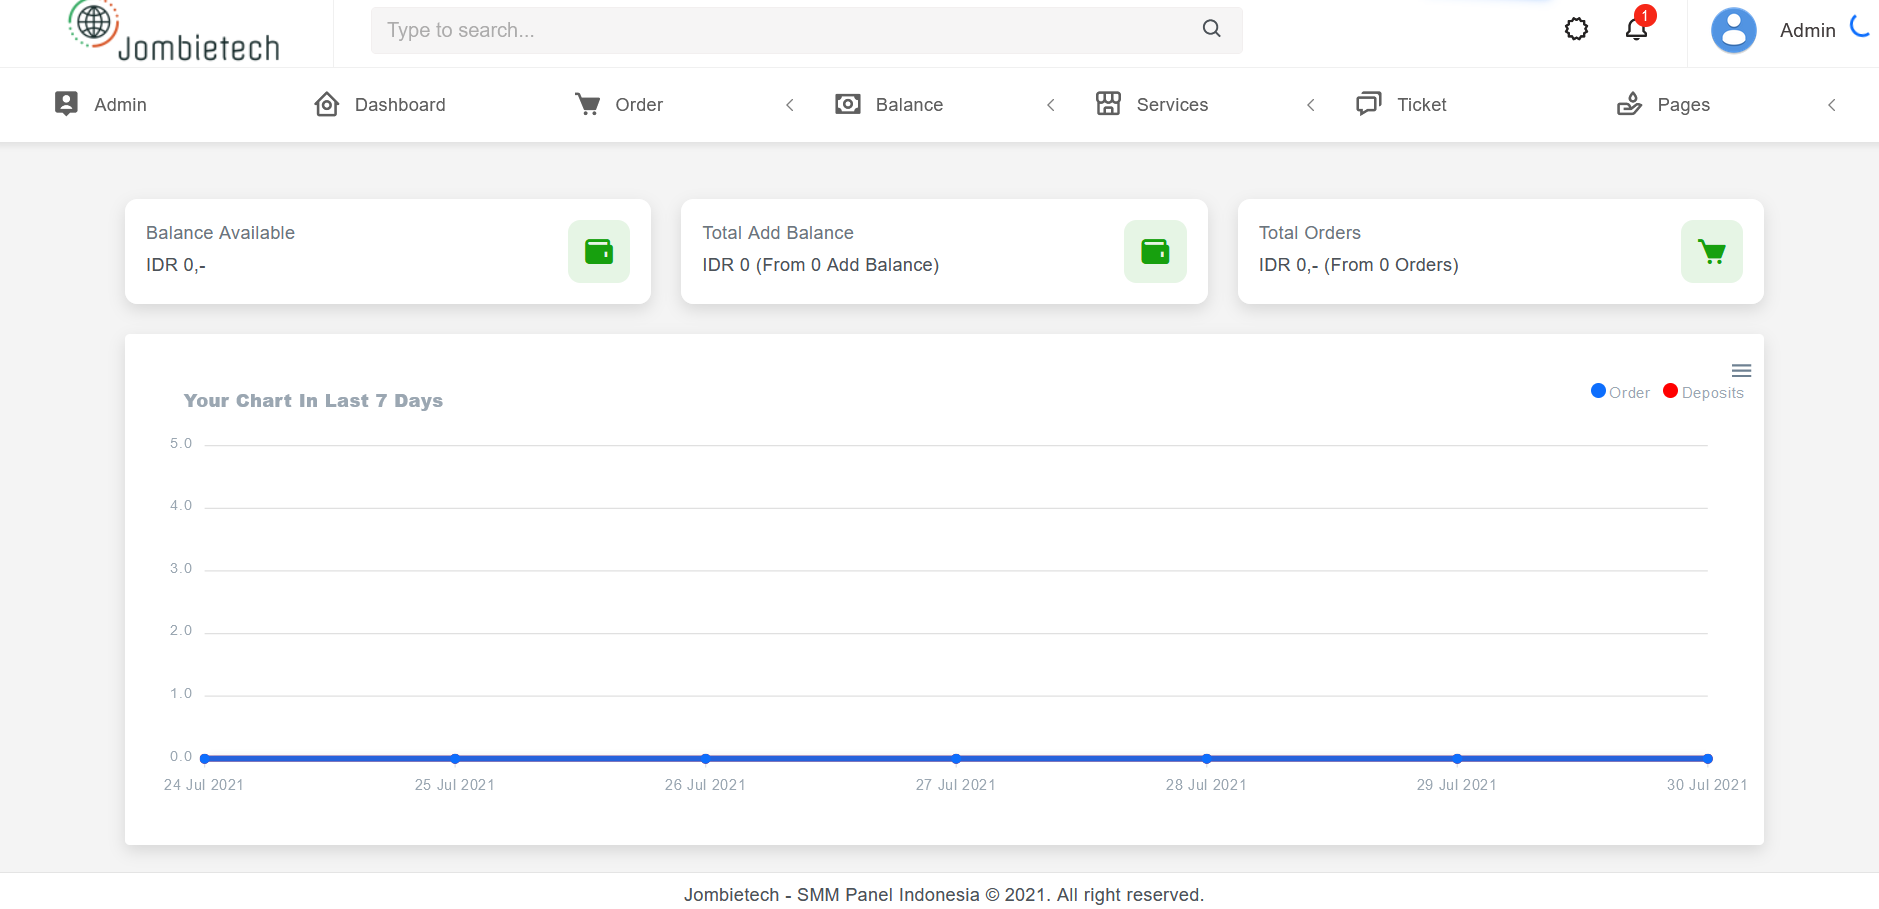 Jombietech
Type to search...
1
Admin
Admin
Dashboard
Order
Balance
Services
Ticket
Pages
Balance Available
IDR 0,-
Total Add Balance
IDR 0 (From 0 Add Balance)
Total Orders
IDR 0,- (From 0 Orders)
Your Chart In Last 7 Days
Order
Deposits
5.0
4.0
3.0
2.0
1.0
0.0
24 Jul 2021
25 Jul 2021
26 Jul 2021
27 Jul 2021
28 Jul 2021
29 Jul 2021
30 Jul 2021
Jombietech - SMM Panel Indonesia © 2021. All right reserved.